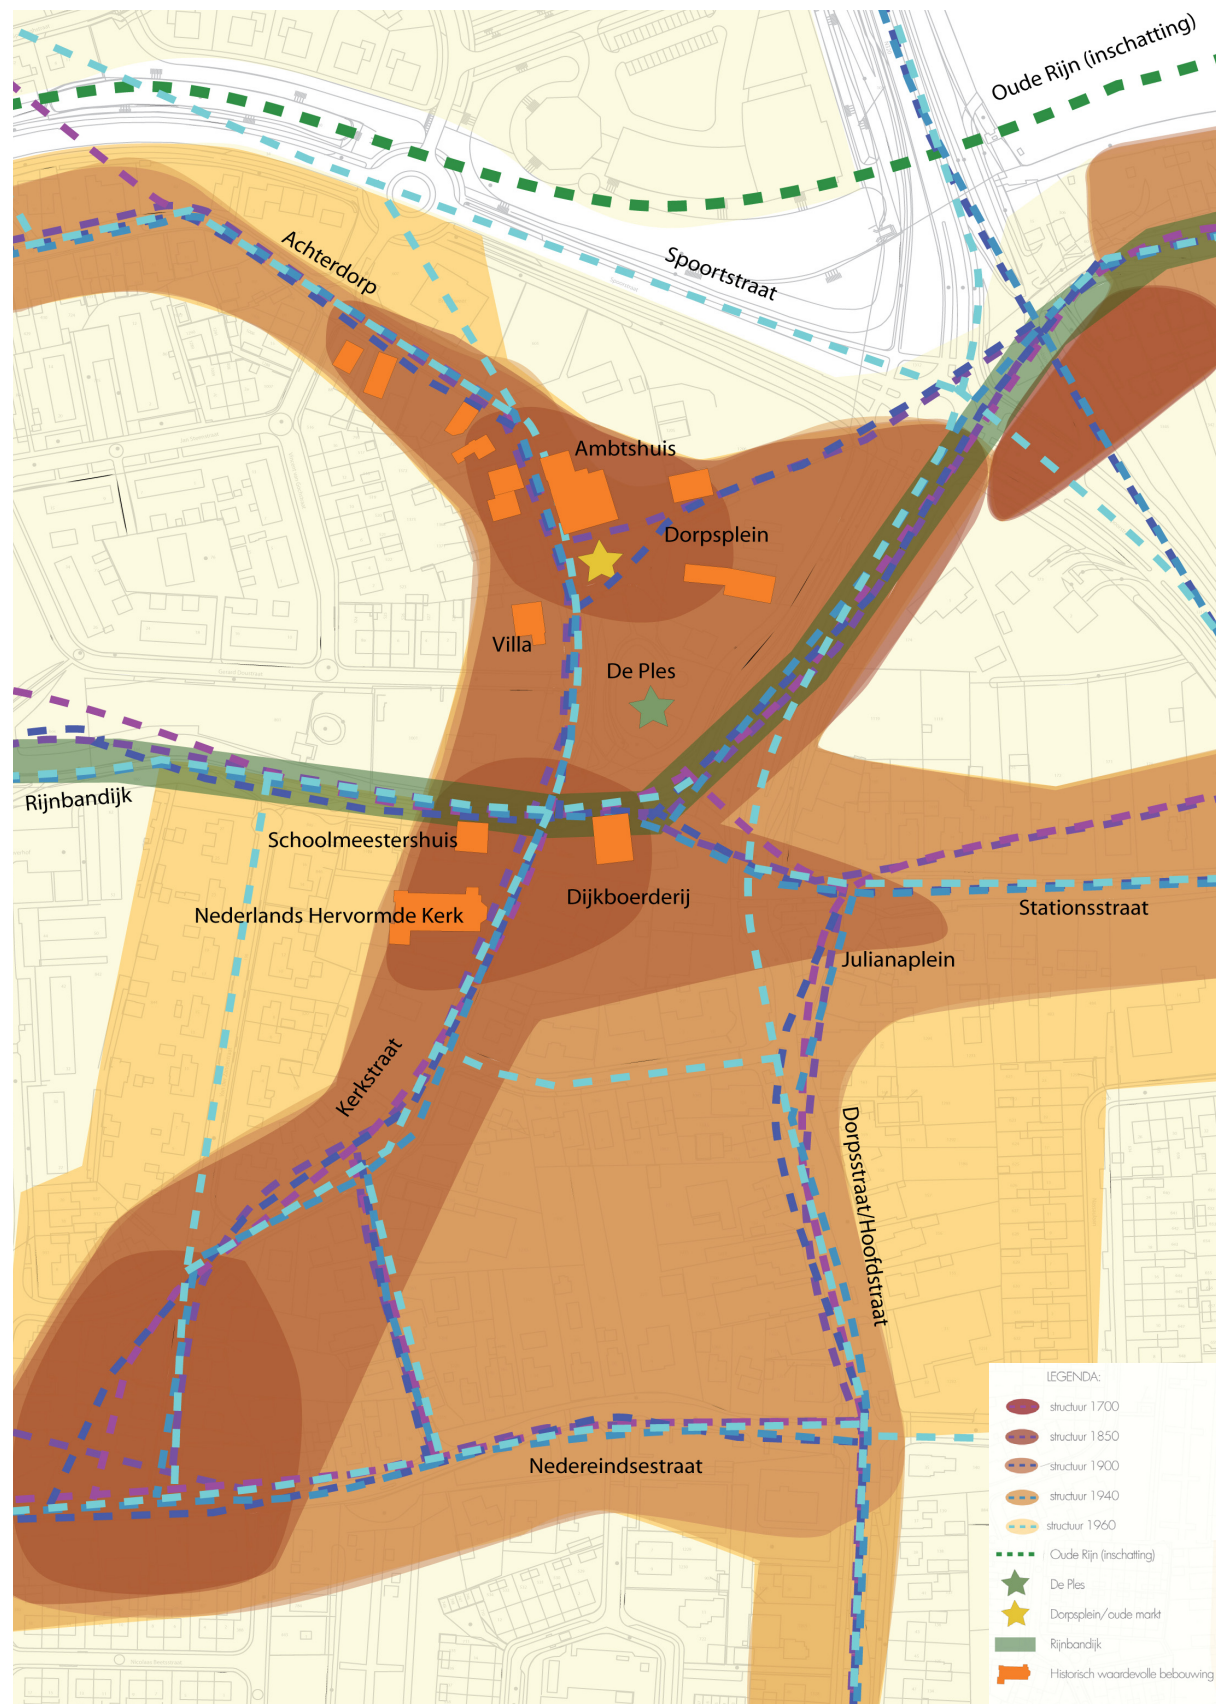 Oude Rijn (inschatting)
Achterdorp
Spoortstraat
Ambtshuis
Dorpsplein
Villa
De Ples
Rijnbandijk
Schoolmeestershuis
Dijkboerderij
Nederlands Hervormde Kerk
Stationsstraat
Julianaplein
Kerkstraat
Dorpsstraat/Hoofdstraat
Nedereindsestraat
LEGENDA:
structuur 1700
structuur 1850
structuur 1900
structuur 1940
structuur 1960
Oude Rijn (inschatting)
De Ples
Dorpsplein/oude markt
Rijnbandijk
Historisch waardevolle bebouwing